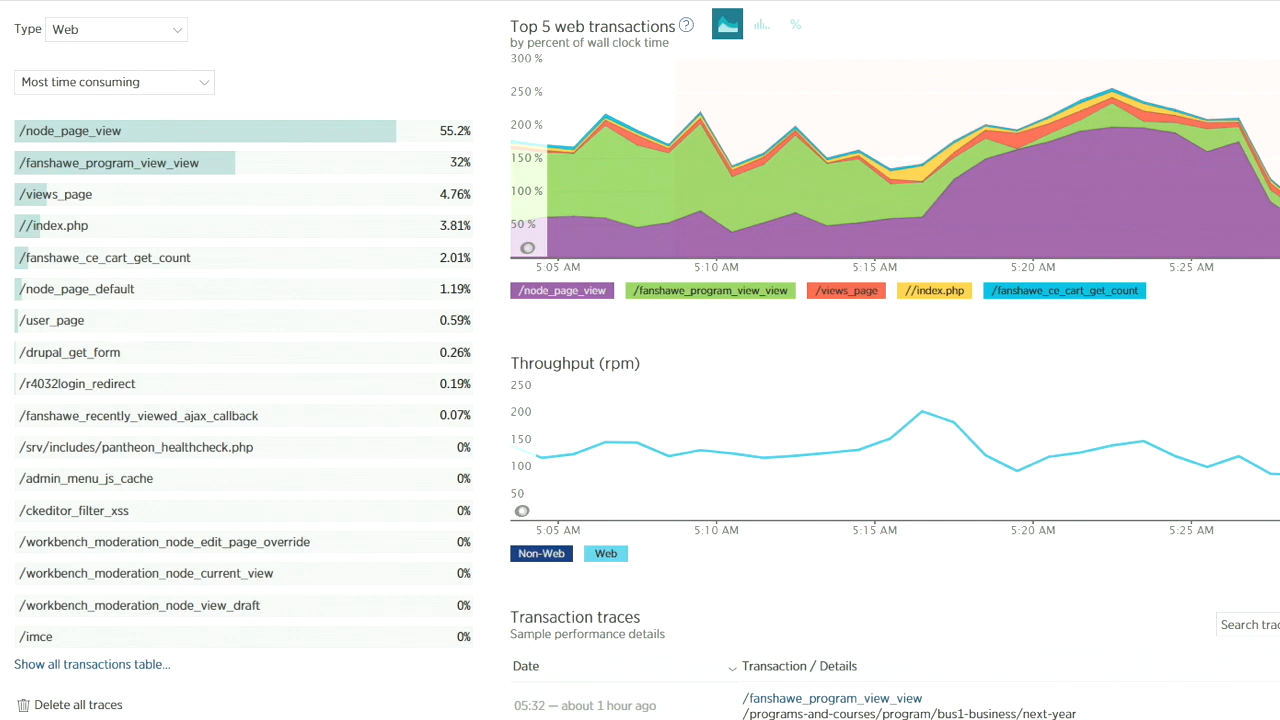 Type Web
Most time consuming
/node_page_view 55.2%
/fanshawe_program_view_view 32%
/views_page 4.76%
//index.php 3.81%
/fanshawe_ce_cart_get_count 2.01%
/node_page_default 1.19%
/user_page 0.59%
/drupal_get_form 0.26%
/r4032login_redirect 0.19%
/fanshawe_recently_viewed_ajax_callback 0.07%
/srv/includes/pantheon_healthcheck.php 0%
/admin_menu_js_cache 0%
/ckeditor_filter_xss 0%
/workbench_moderation_node_edit_page_override 0%
/workbench_moderation_node_current_view 0%
/workbench_moderation_node_view_draft 0%
/imce 0%
Show all transactions table...
Delete all traces
Top 5 web transactions ? %
by percent of wall clock time
300 %
250 %
200 %
150 %
100 %
50 %
5:05 AM 5:10 AM 5:15 AM 5:20 AM 5:25 AM
/node_page_view /fanshawe_program_view_view /views_page //index.php /fanshawe_ce_cart_get_count
Throughput (rpm)
250
200
150
100
50
5:05 AM 5:10 AM 5:15 AM 5:20 AM 5:25 AM
Non-Web Web
Transaction traces
Sample performance details
Search trac
Date Transaction / Details
05:32 — about 1 hour ago /fanshawe_program_view_view
/programs-and-courses/program/bus1-business/next-year